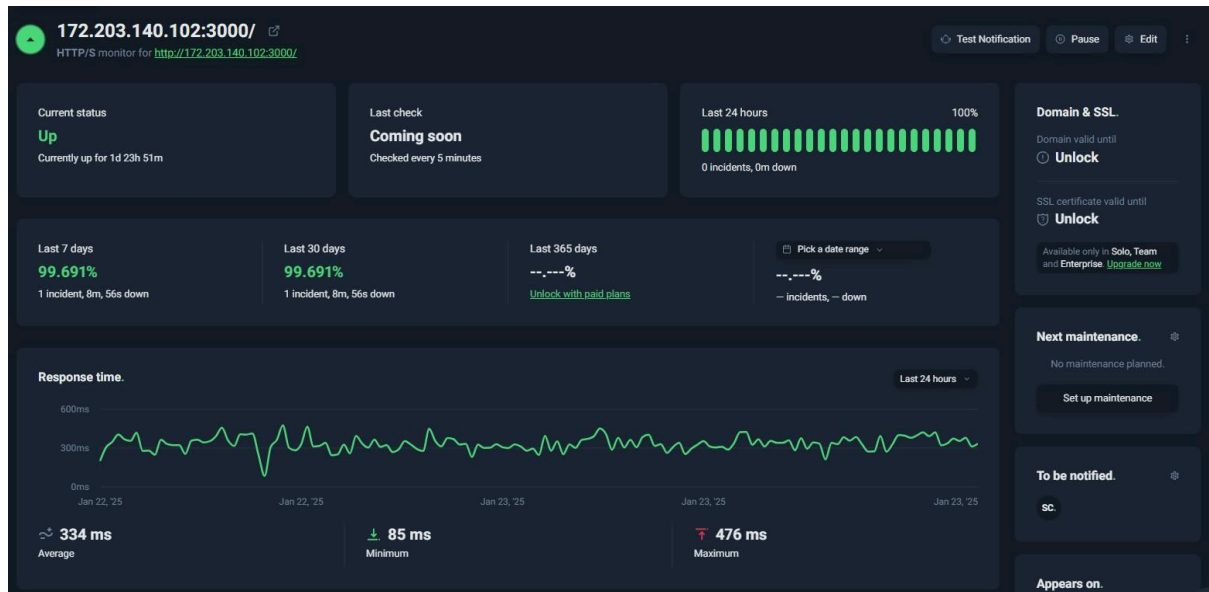 172.203.140.102:3000/
HTTP/S monitor for http://172.203.140.102:3000/
Test Notification
Pause
Edit
Current status
Up
Currently up for 1d 23h 51m
Last check
Coming soon
Checked every 5 minutes
Last 24 hours 100%
0 incidents, 0m down
Domain & SSL.
Domain valid until
Unlock
SSL certificate valid until
Unlock
Available only in Solo, Team
and Enterprise. Upgrade now
Last 7 days
99.691%
1 incident, 8m, 56s down
Last 30 days
99.691%
1 incident, 8m, 56s down
Last 365 days
--.---%
Unlock with paid plans
Pick a date range
--.---%
— incidents, — down
Next maintenance.
No maintenance planned.
Set up maintenance
Response time.
Last 24 hours
600ms
300ms
0ms
Jan 22, '25 Jan 22, '25 Jan 23, '25 Jan 23, '25 Jan 23, '25
334 ms
Average
85 ms
Minimum
476 ms
Maximum
To be notified.
SC.
Appears on.